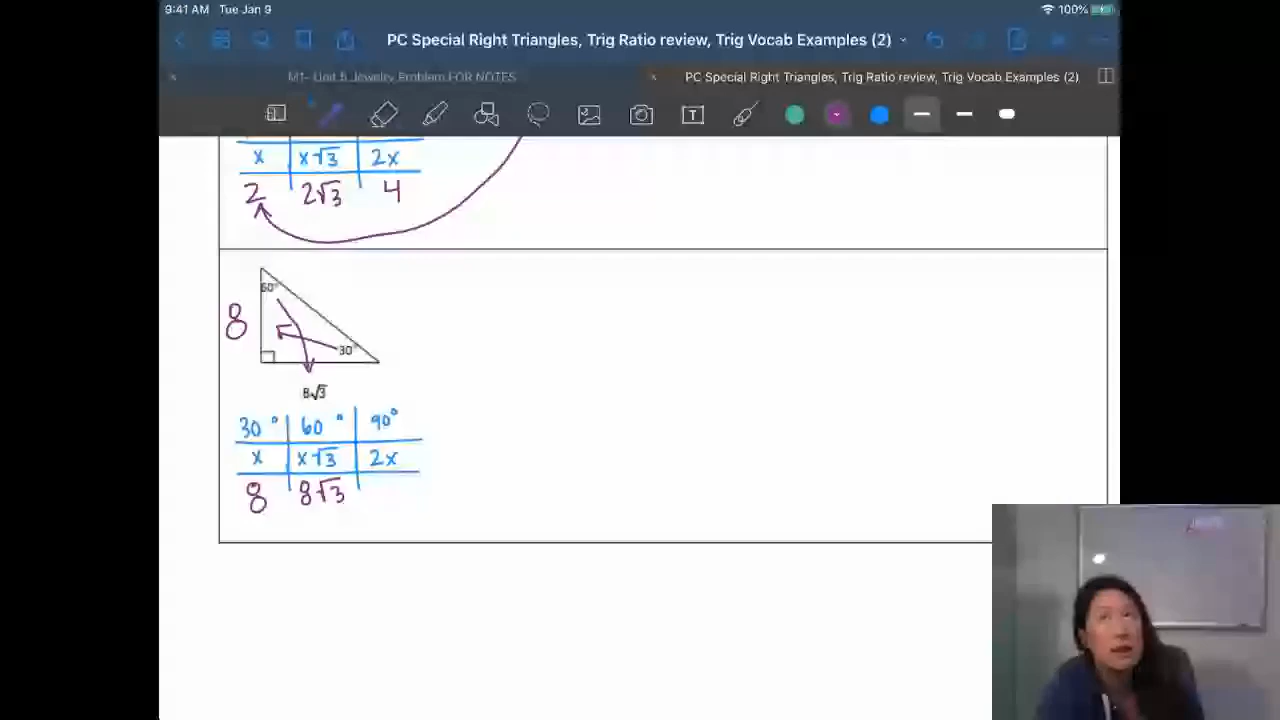 9:41 AM Tue Jan 9
100%
PC Special Right Triangles, Trig Ratio review, Trig Vocab Examples (2)
M1- Unit 5 Jewelry Problem FOR NOTES
PC Special Right Triangles, Trig Ratio review, Trig Vocab Examples (2)
T
x x√3 2x
2 2√3 4
60°
8
30°
8√3
30° 60° 90°
x x√3 2x
8 8√3